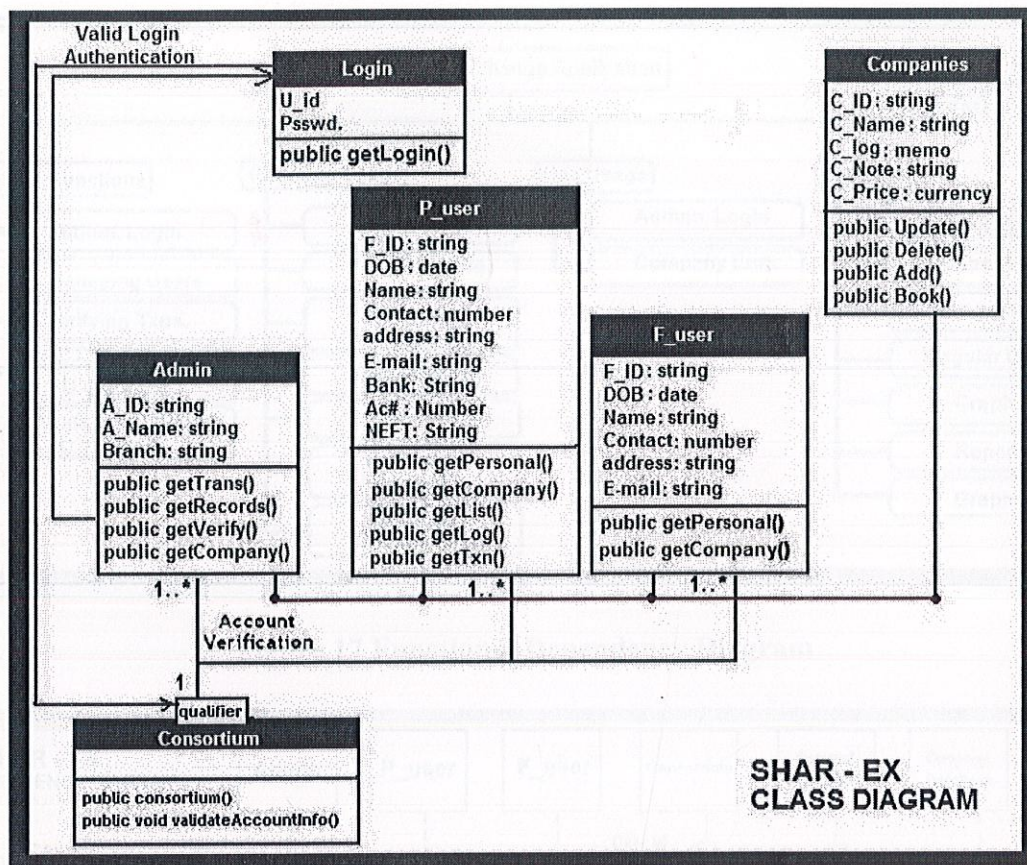 Valid Login
Authentication
Login
U_id
Psswd.
public getLogin()
Companies
C_ID: string
C_Name: string
C_log: memo
C_Note: string
C_Price: currency
public Update()
public Delete()
public Add()
public Book()
P_user
F_ID: string
DOB: date
Name: string
Contact: number
address: string
E-mail: string
Bank: String
Ac# : Number
NEFT: String
public getPersonal()
public getCompany()
public getList()
public getLog()
public getTxn()
F_user
F_ID: string
DOB: date
Name: string
Contact: number
address: string
E-mail: string
public getPersonal()
public getCompany()
Admin
A_ID: string
A_Name: string
Branch: string
public getTrans()
public getRecords()
public getVerify()
public getCompany()
1..*
1..*
1..*
Account
Verification
1
qualifier
Consortium
public consortium()
public void validateAccountInfo()
SHAR - EX
CLASS DIAGRAM